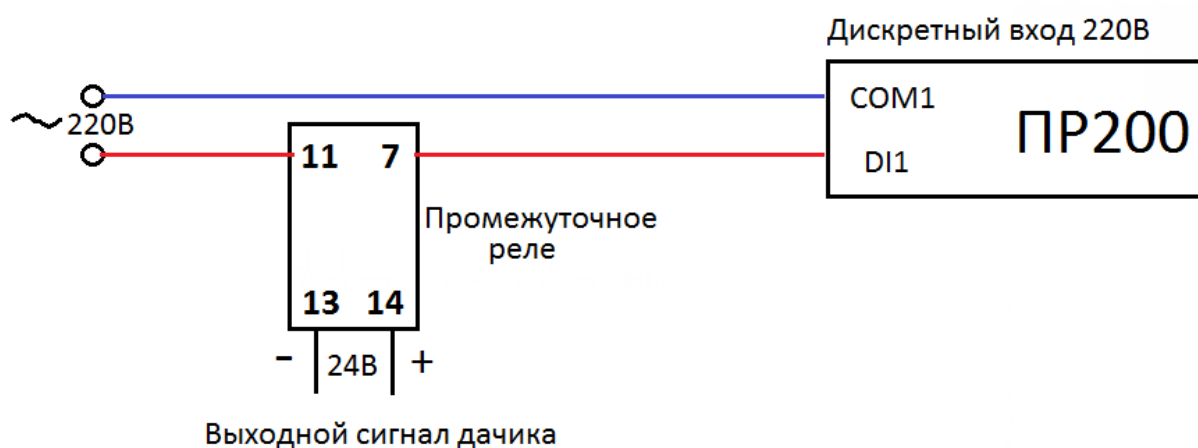 Дискретный вход 220В
COM1
ПР200
220В
11 7
DI1
Промежуточное
реле
13 14
- 24В +
Выходной сигнал дачика